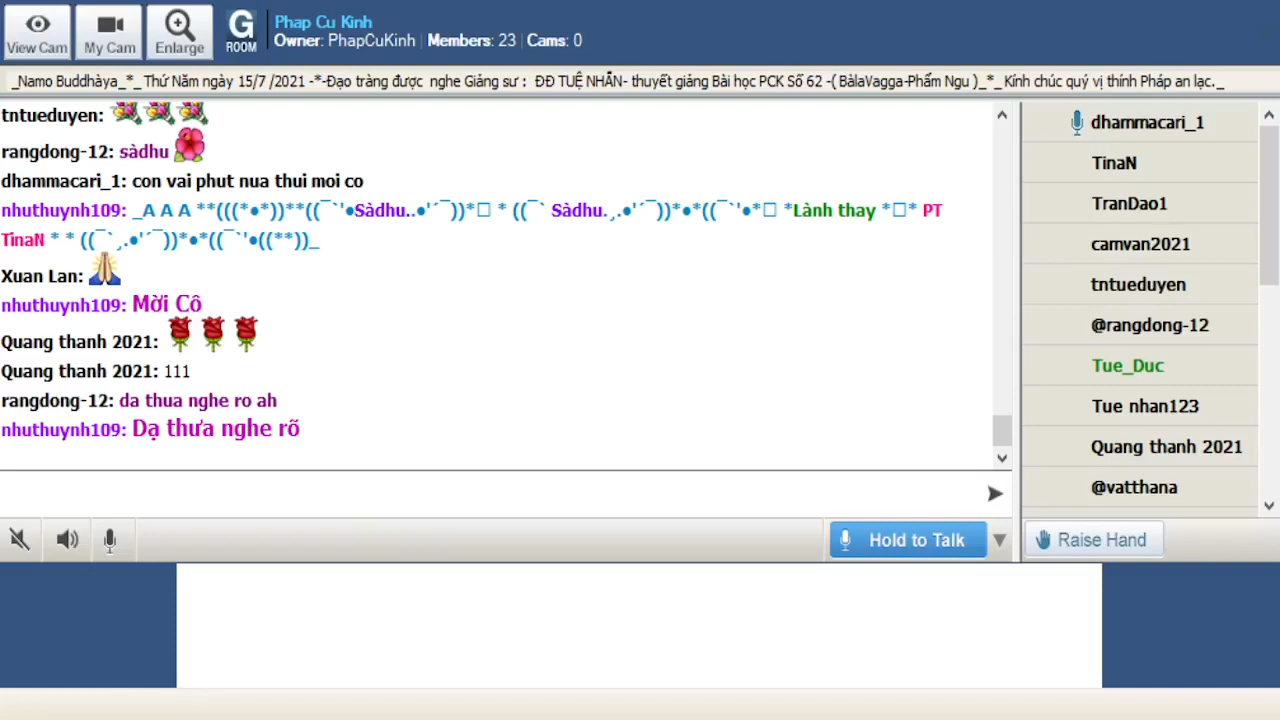 View Cam
My Cam
Enlarge
G
ROOM
Phap Cu Kinh
Owner: PhapCuKinh | Members: 23 | Cams: 0
_Namo Buddhàya_*_ Thứ Năm ngày 15/7 /2021 -*-Đạo tràng được nghe Giảng sư : ĐĐ TUỆ NHẪN- thuyết giảng Bài học PCK Số 62 -( BàlaVagga-Phẩm Ngu )_*_ Kính chúc quý vị thính Pháp an lạc._
tntueduyen:
rangdong-12: sàdhu
dhammacari_1: con vai phut nua thui moi co
nhuthuynh109: _A A A **(((*●*))**((¯`'●Sàdhu..●'´¯))*□ * ((¯` Sàdhu.¸.●'´¯))*●*((¯`'●*□ *Lành thay *□* PT
TinaN * * ((¯`¸.●'´¯))*●*((¯`'●((**))_
Xuan Lan:
nhuthuynh109: Mời Cô
Quang thanh 2021:
Quang thanh 2021: 111
rangdong-12: da thua nghe ro ah
nhuthuynh109: Dạ thưa nghe rõ
Hold to Talk
dhammacari_1
TinaN
TranDao1
camvan2021
tntueduyen
@rangdong-12
Tue_Duc
Tue nhan123
Quang thanh 2021
@vatthana
Raise Hand